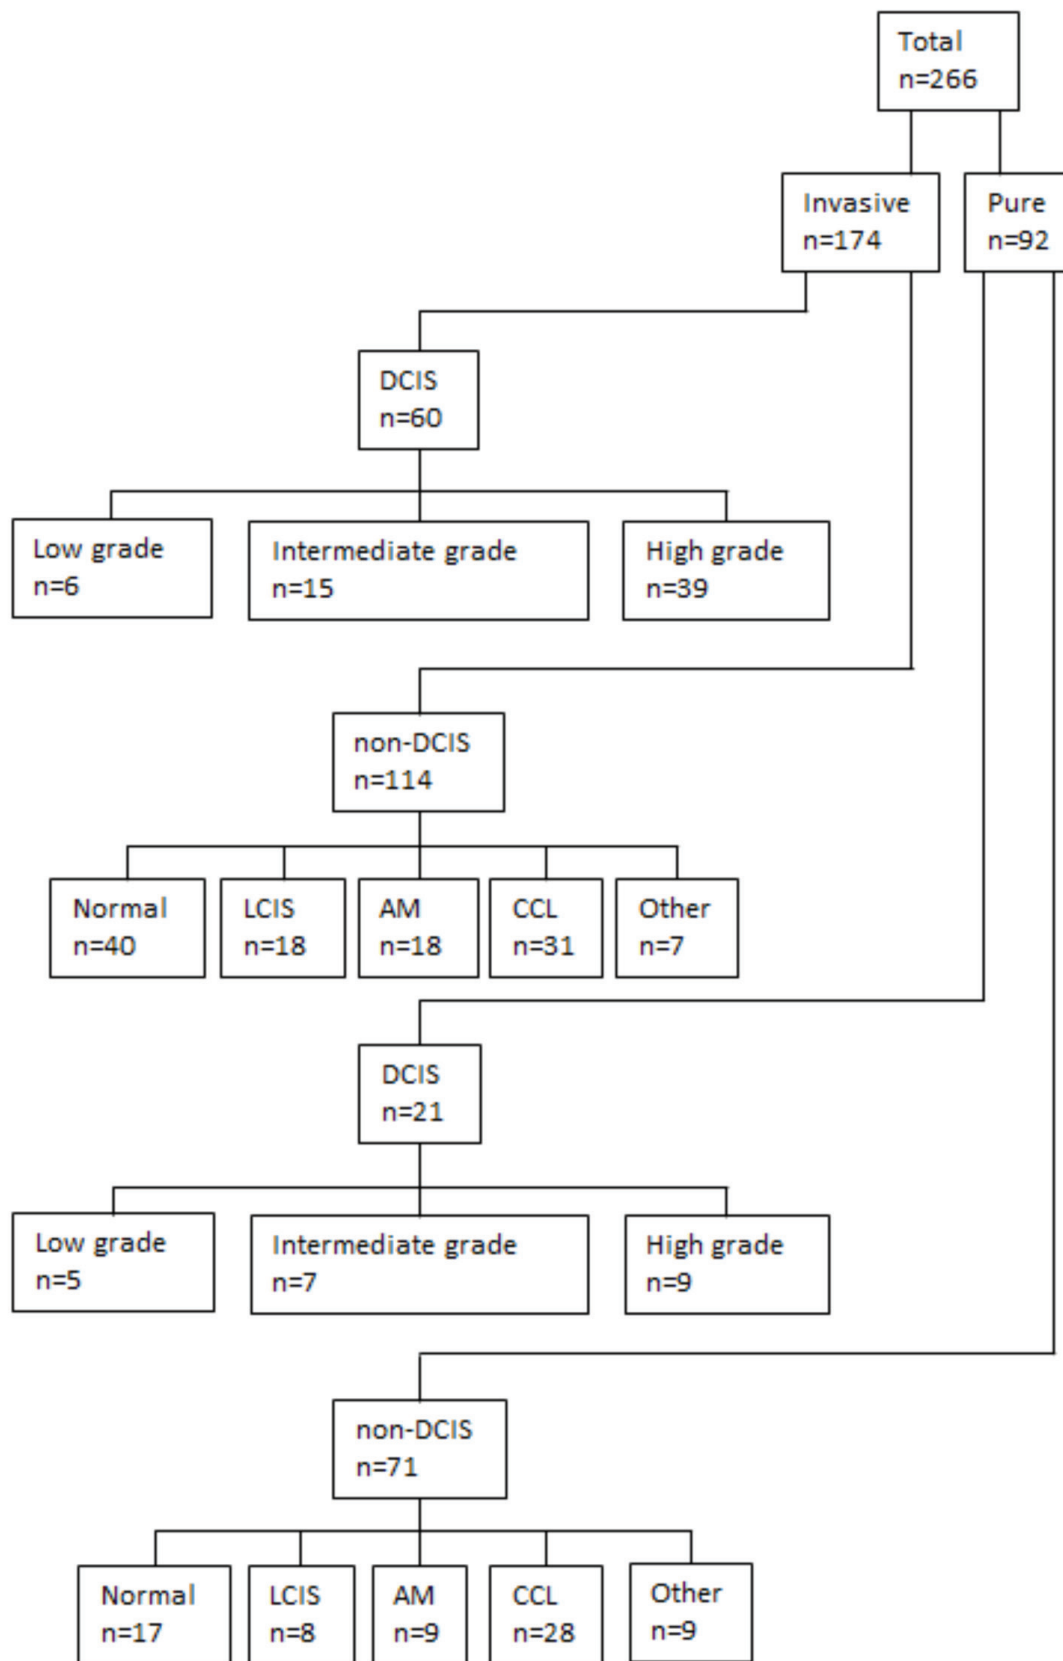 Total
n=266
Invasive
n=174
Pure
n=92
DCIS
n=60
Low grade
n=6
Intermediate grade
n=15
High grade
n=39
non-DCIS
n=114
Normal
n=40
LCIS
n=18
AM
n=18
CCL
n=31
Other
n=7
DCIS
n=21
Low grade
n=5
Intermediate grade
n=7
High grade
n=9
non-DCIS
n=71
Normal
n=17
LCIS
n=8
AM
n=9
CCL
n=28
Other
n=9